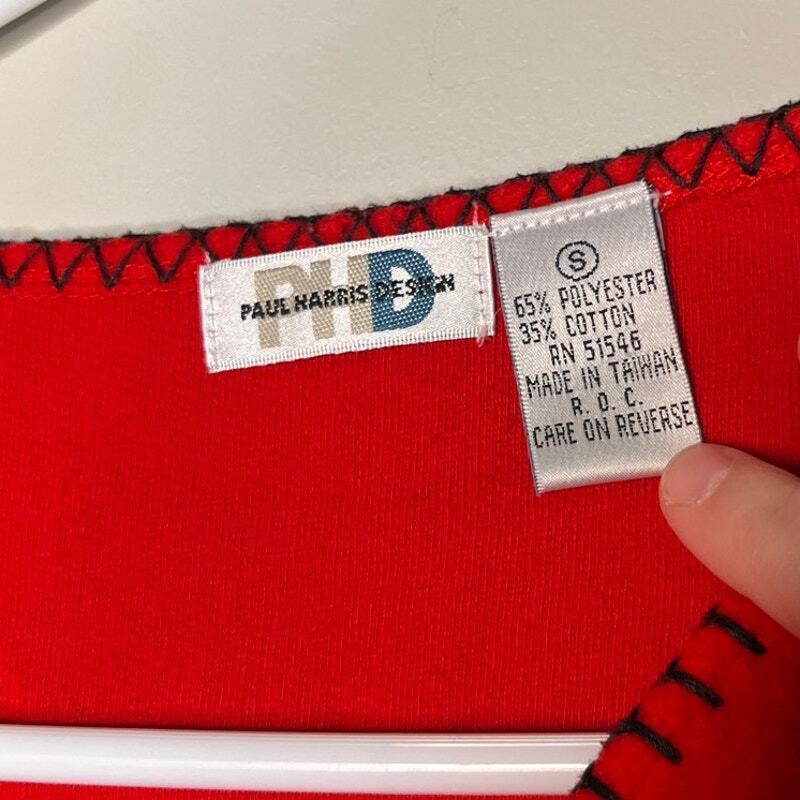 PHD
PAUL HARRIS DESIGN
S
65% POLYESTER
35% COTTON
RN 51546
MADE IN TAIWAN
R. O. C.
CARE ON REVERSE